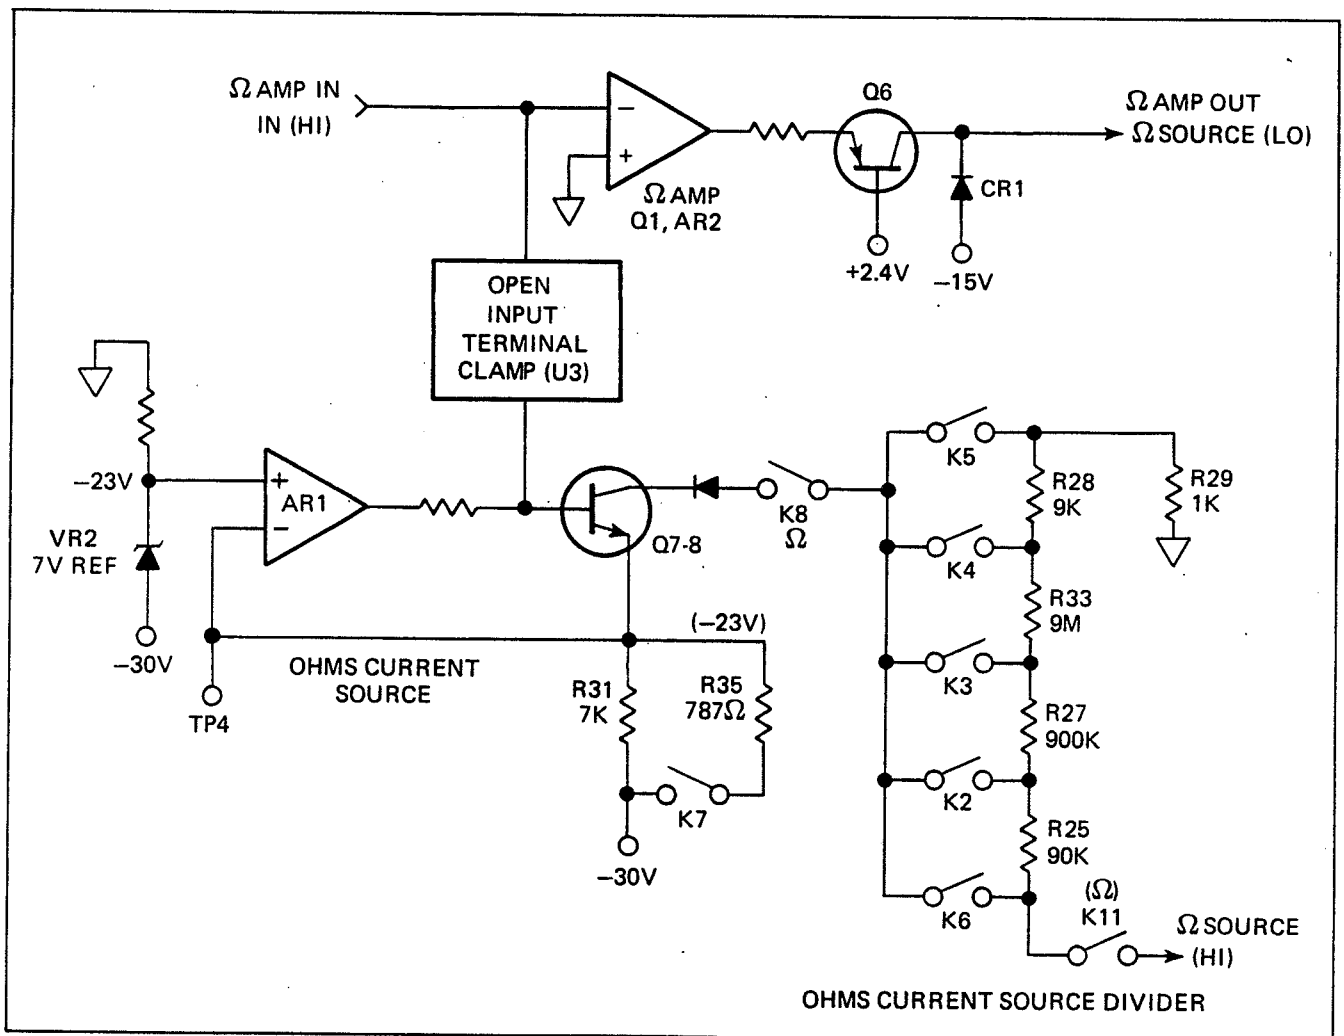 Ω AMP IN
IN (HI)
−
+
Ω AMP
Q1, AR2
Q6
+2.4V
CR1
−15V
Ω AMP OUT
Ω SOURCE (LO)
OPEN
INPUT
TERMINAL
CLAMP (U3)
−23V
VR2
7V REF
−30V
+
AR1
−
TP4
OHMS CURRENT
SOURCE
Q7-8
(−23V)
R31
7K
R35
787Ω
K7
−30V
K8
Ω
K5
K4
K3
K2
K6
R28
9K
R29
1K
R33
9M
R27
900K
R25
90K
(Ω)
K11
Ω SOURCE
(HI)
OHMS CURRENT SOURCE DIVIDER